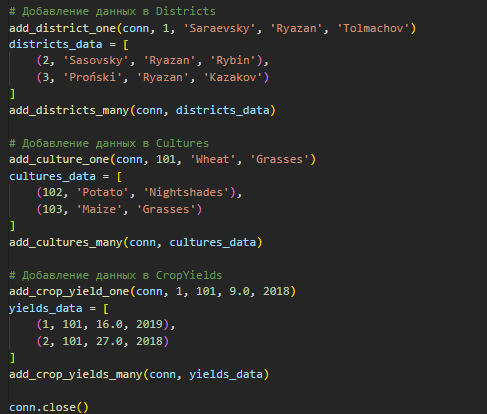 # Добавление данных в Districts
add_district_one(conn, 1, 'Saraevsky', 'Ryazan', 'Tolmachov')
districts_data = [
    (2, 'Sasovsky', 'Ryazan', 'Rybin'),
    (3, 'Proński', 'Ryazan', 'Kazakov')
]
add_districts_many(conn, districts_data)

# Добавление данных в Cultures
add_culture_one(conn, 101, 'Wheat', 'Grasses')
cultures_data = [
    (102, 'Potato', 'Nightshades'),
    (103, 'Maize', 'Grasses')
]
add_cultures_many(conn, cultures_data)

# Добавление данных в CropYields
add_crop_yield_one(conn, 1, 101, 9.0, 2018)
yields_data = [
    (1, 101, 16.0, 2019),
    (2, 101, 27.0, 2018)
]
add_crop_yields_many(conn, yields_data)

conn.close()